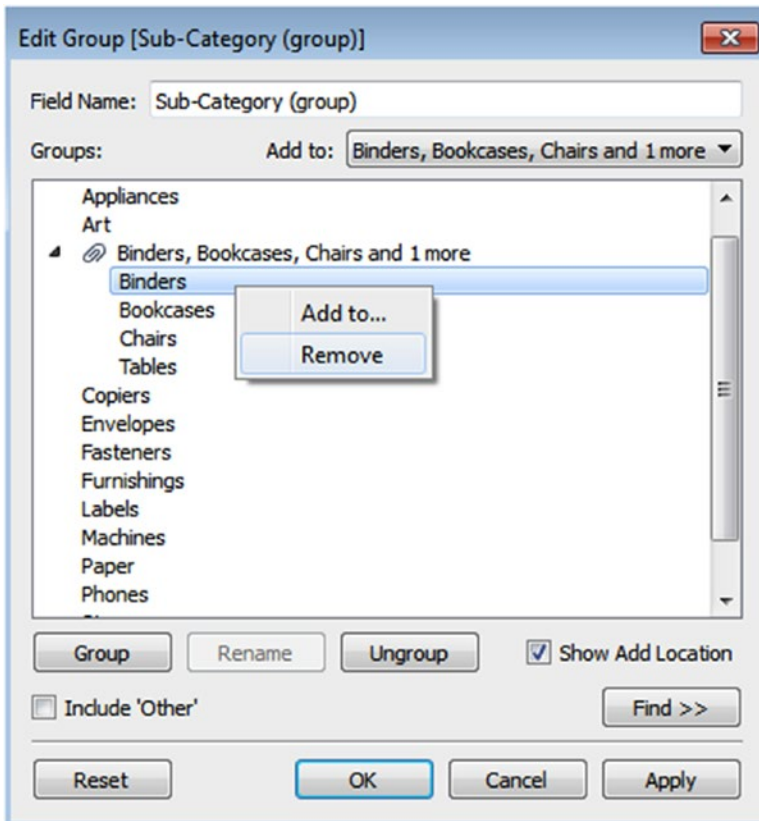 Edit Group [Sub-Category (group)]
Field Name: Sub-Category (group)
Groups: Add to: Binders, Bookcases, Chairs and 1 more
Appliances
Art
Binders, Bookcases, Chairs and 1 more
Binders
Bookcases
Add to...
Chairs
Remove
Tables
Copiers
Envelopes
Fasteners
Furnishings
Labels
Machines
Paper
Phones
Group Rename Ungroup Show Add Location
Include 'Other' Find >>
Reset OK Cancel Apply